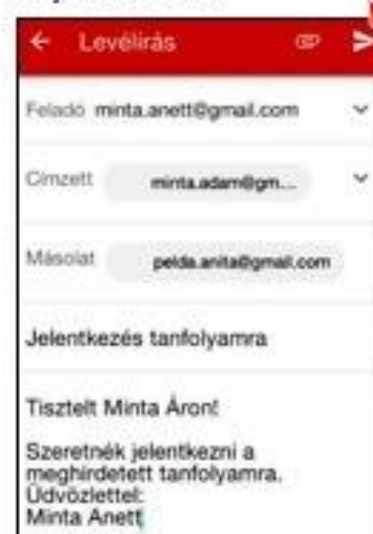 Levélírás
Feladó minta.anett@gmail.com
Címzett minta.adam@gm...
Másolat pelda.anita@gmail.com
Jelentkezés tanfolyamra
Tisztelt Minta Áron!
Szeretnék jelentkezni a
meghirdetett tanfolyamra.
Üdvözlettel:
Minta Anett